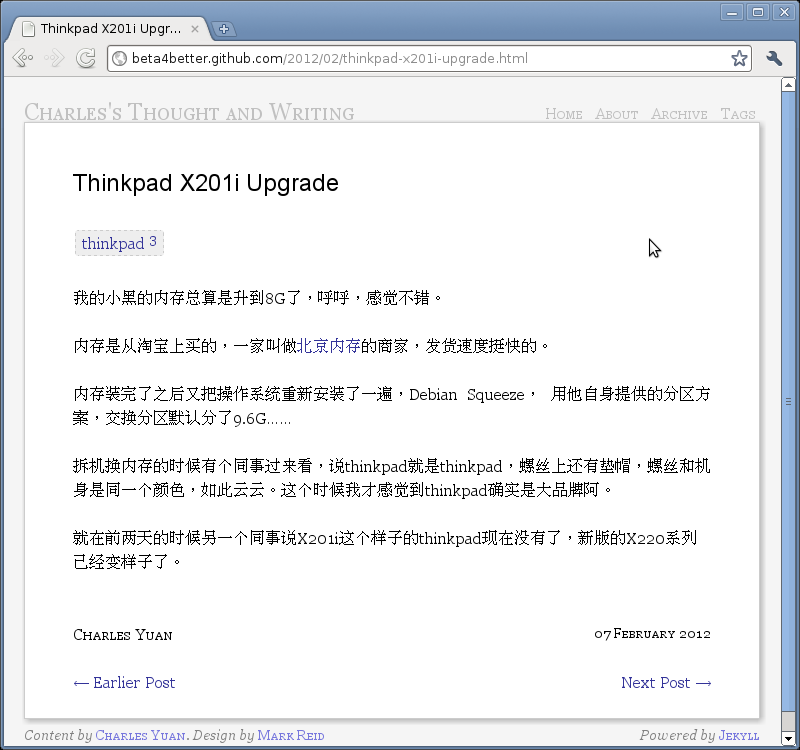 Thinkpad X201i Upgr...
beta4better.github.com/2012/02/thinkpad-x201i-upgrade.html
Charles's Thought and Writing
Home About Archive Tags
Thinkpad X201i Upgrade
thinkpad 3
我的小黑的内存总算是升到8G了，呼呼，感觉不错。
内存是从淘宝上买的，一家叫做北京内存的商家，发货速度挺快的。
内存装完了之后又把操作系统重新安装了一遍，Debian Squeeze， 用他自身提供的分区方
案，交换分区默认分了9.6G……
拆机换内存的时候有个同事过来看，说thinkpad就是thinkpad，螺丝上还有垫帽，螺丝和机
身是同一个颜色，如此云云。这个时候我才感觉到thinkpad确实是大品牌阿。
就在前两天的时候另一个同事说X201i这个样子的thinkpad现在没有了，新版的X220系列
已经变样子了。
Charles Yuan 07 February 2012
← Earlier Post Next Post →
Content by Charles Yuan. Design by Mark Reid Powered by Jekyll